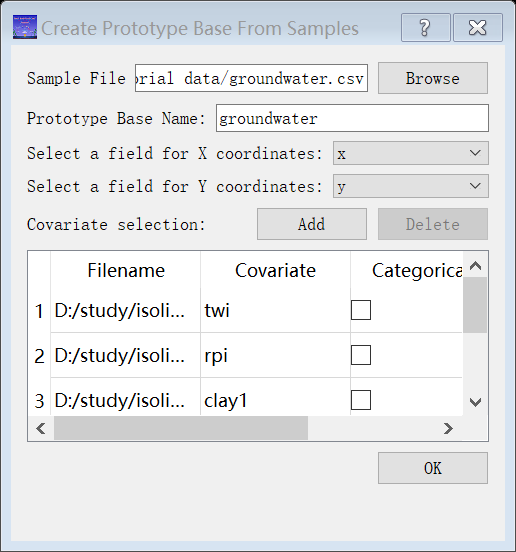 Create Prototype Base From Samples ?
Sample File orial data/groundwater.csv Browse
Prototype Base Name: groundwater
Select a field for X coordinates: x
Select a field for Y coordinates: y
Covariate selection: Add Delete
Filename Covariate Categorica
1 D:/study/isoli... twi
2 D:/study/isoli... rpi
3 D:/study/isoli... clay1
OK